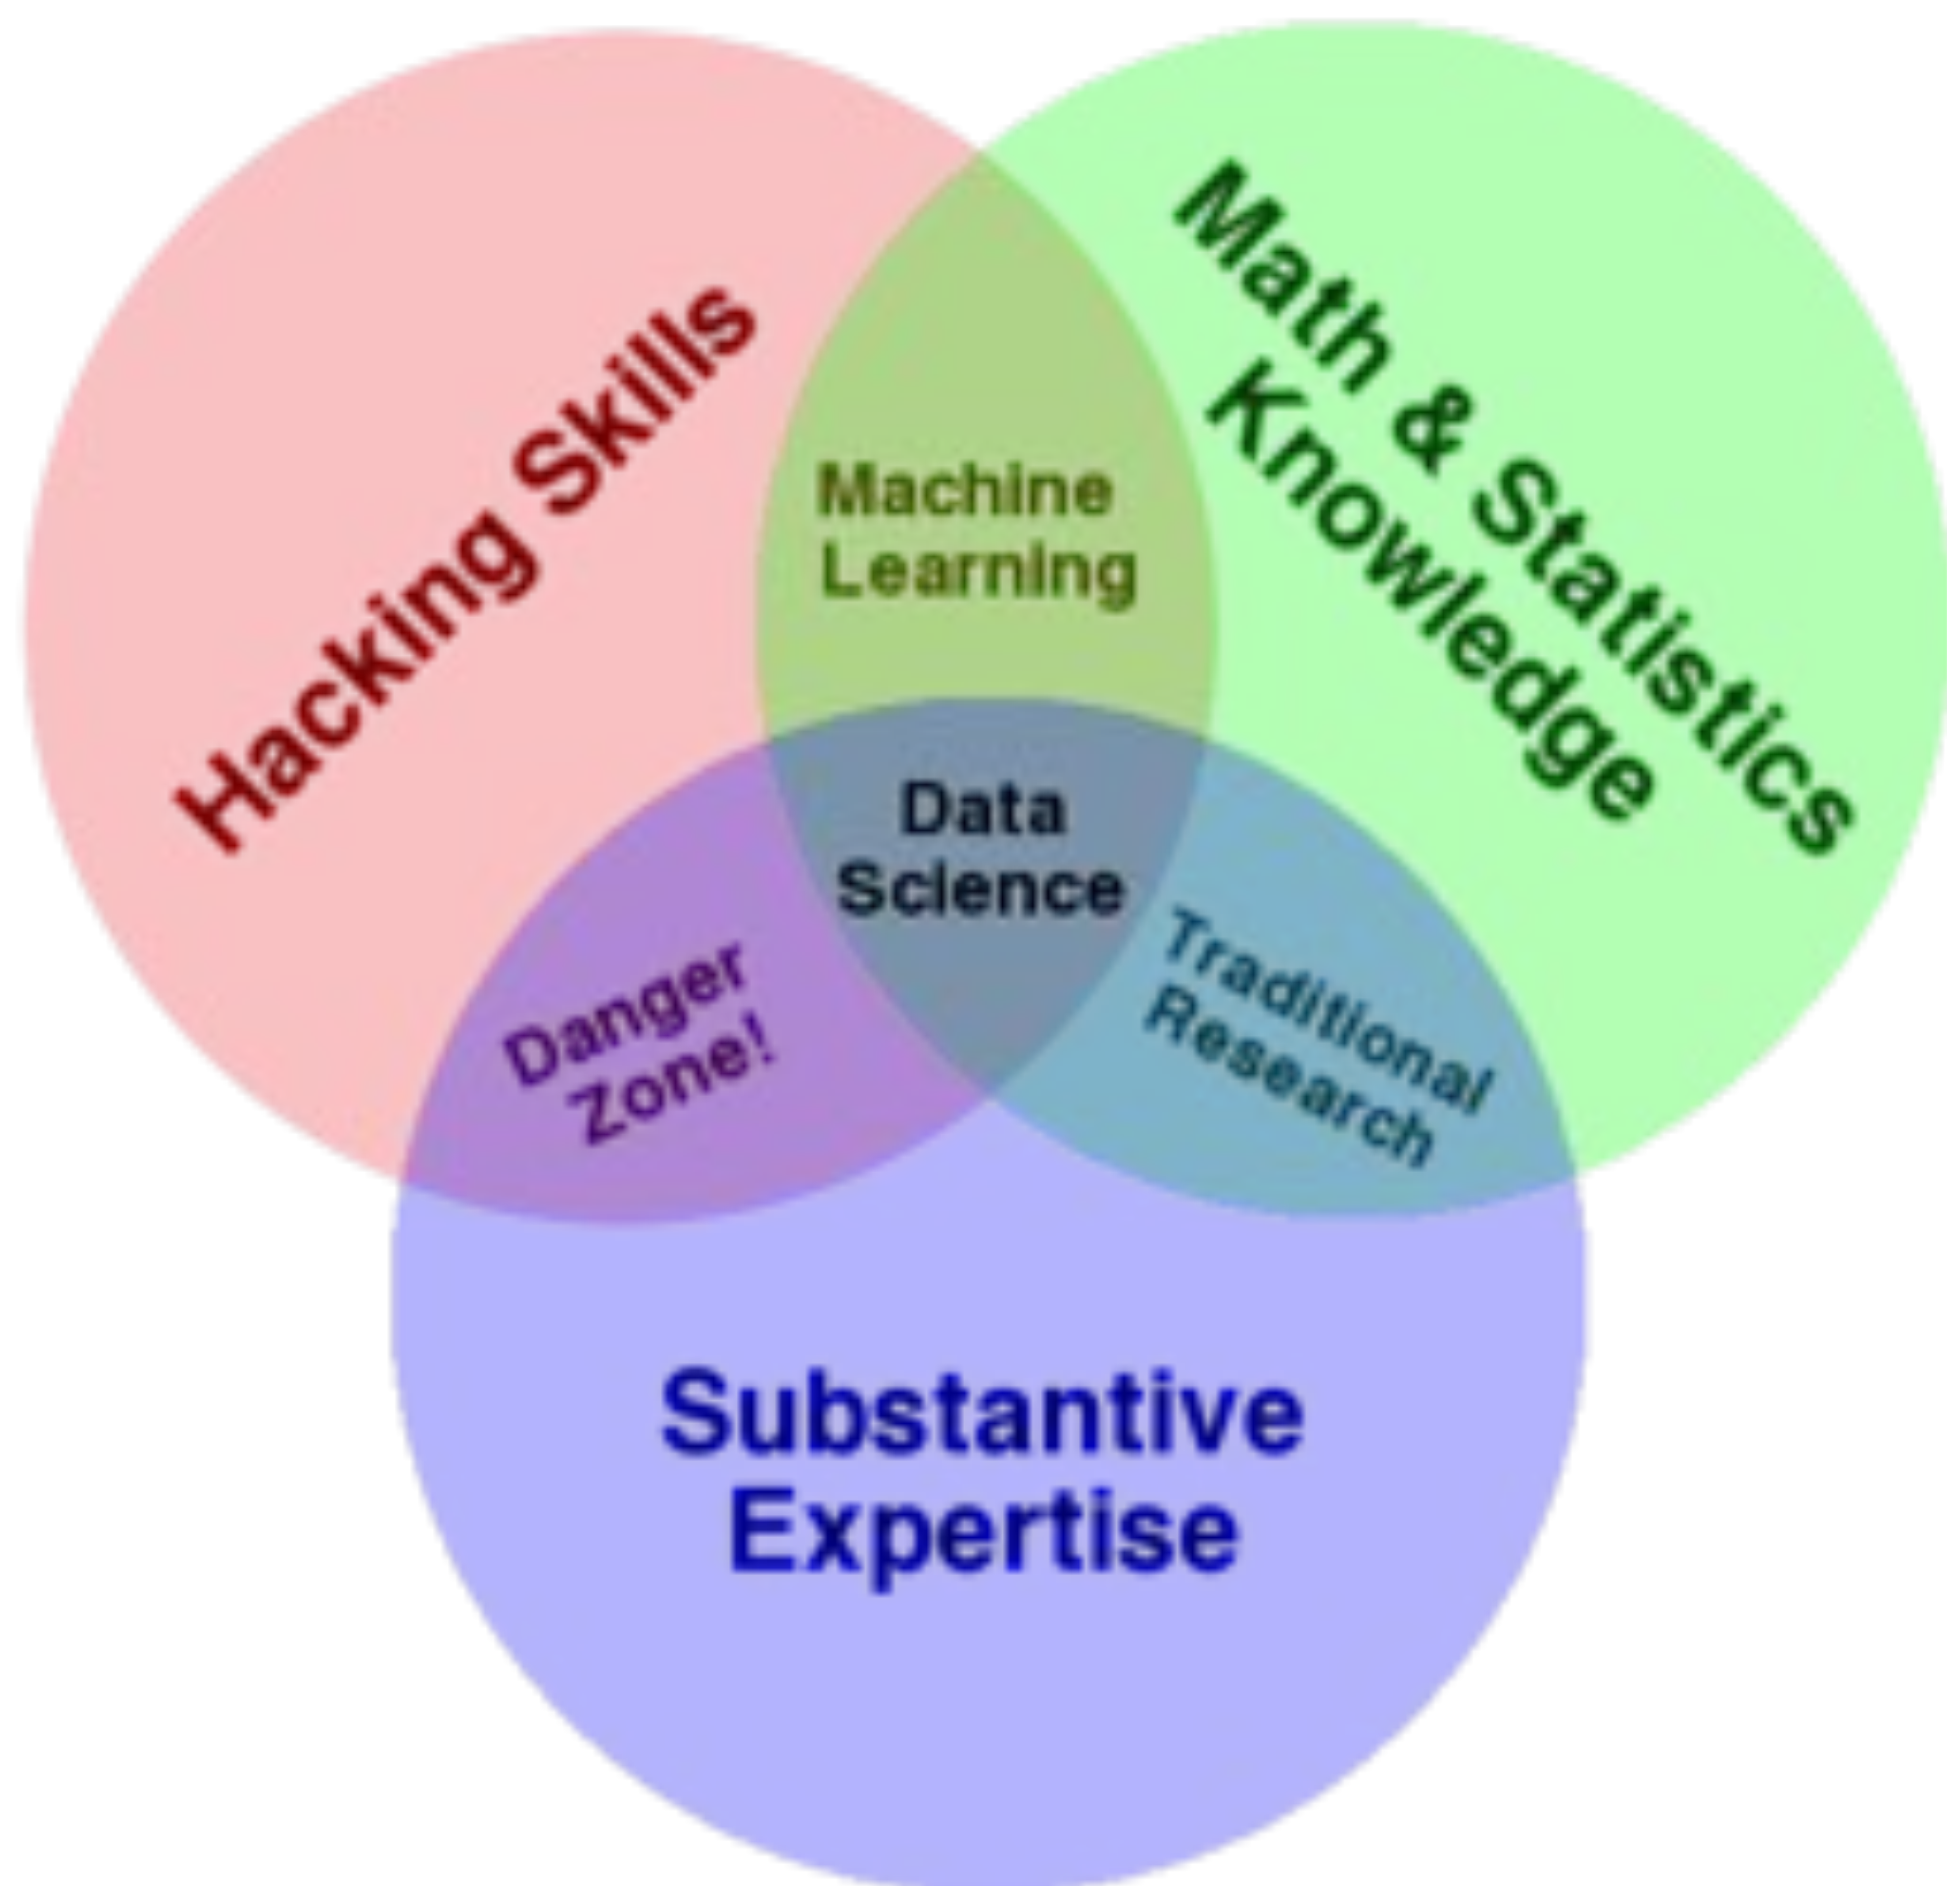 Hacking Skills
Math & Statistics
Knowledge
Machine
Learning
Data
Science
Danger
Zone!
Traditional
Research
Substantive
Expertise